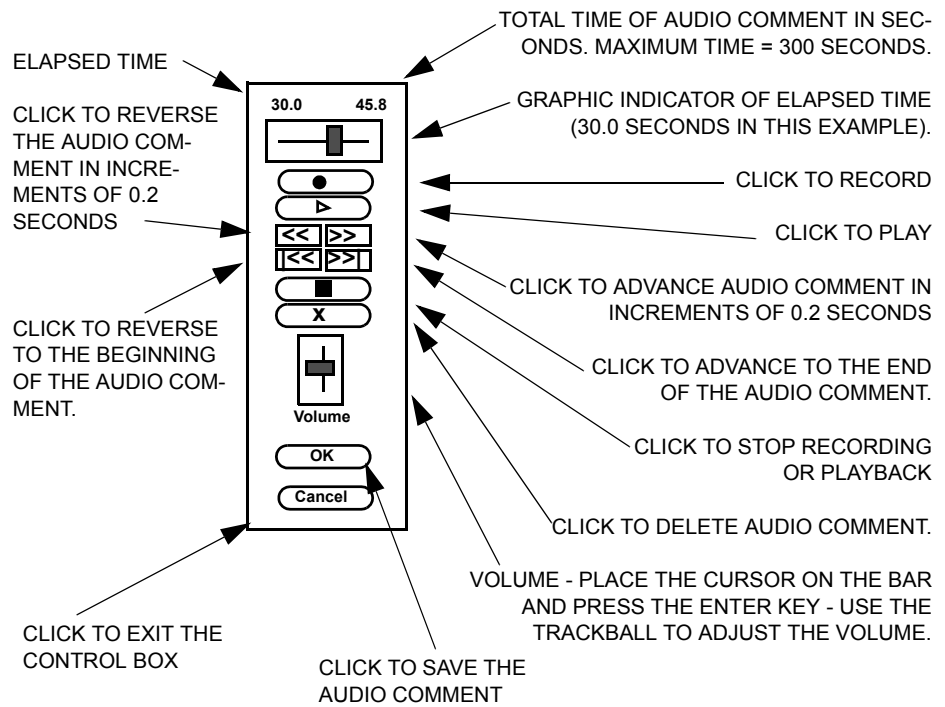 TOTAL TIME OF AUDIO COMMENT IN SEC-
ONDS. MAXIMUM TIME = 300 SECONDS.
ELAPSED TIME
30.0 45.8
GRAPHIC INDICATOR OF ELAPSED TIME
(30.0 SECONDS IN THIS EXAMPLE).
CLICK TO REVERSE
THE AUDIO COM-
MENT IN INCRE-
MENTS OF 0.2
SECONDS
CLICK TO RECORD
CLICK TO PLAY
<< >>
|<< >>|
CLICK TO ADVANCE AUDIO COMMENT IN
INCREMENTS OF 0.2 SECONDS
X
CLICK TO REVERSE
TO THE BEGINNING
OF THE AUDIO COM-
MENT.
CLICK TO ADVANCE TO THE END
OF THE AUDIO COMMENT.
Volume
CLICK TO STOP RECORDING
OR PLAYBACK
OK
Cancel
CLICK TO DELETE AUDIO COMMENT.
VOLUME - PLACE THE CURSOR ON THE BAR
AND PRESS THE ENTER KEY - USE THE
TRACKBALL TO ADJUST THE VOLUME.
CLICK TO EXIT THE
CONTROL BOX
CLICK TO SAVE THE
AUDIO COMMENT